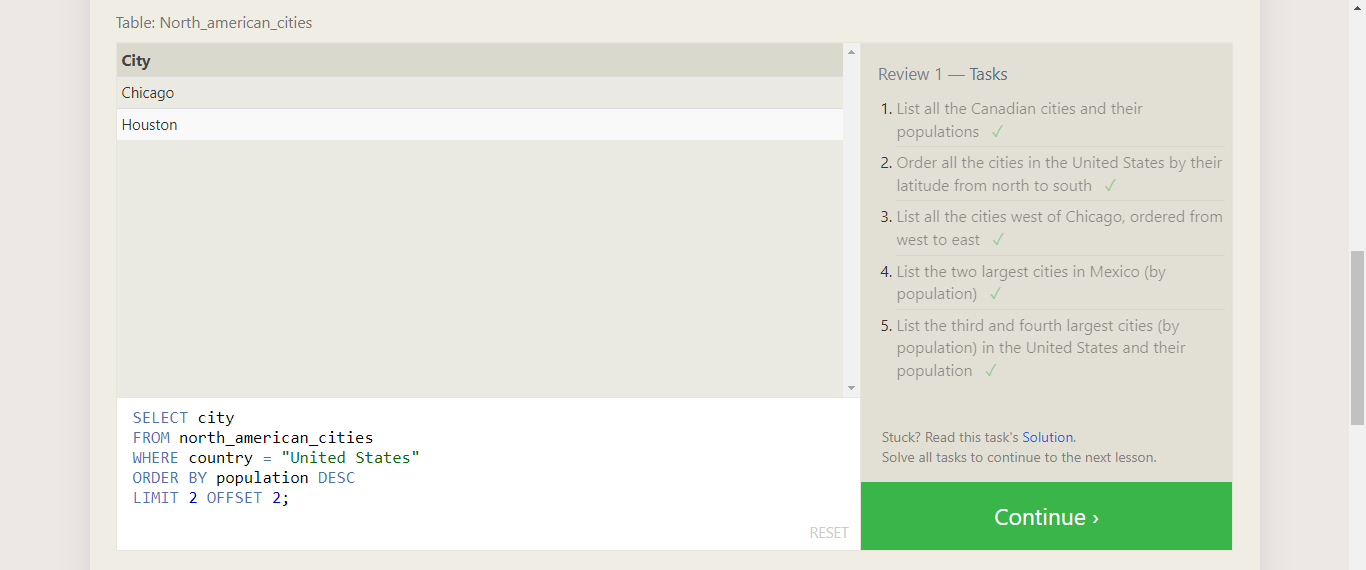 Table: North_american_cities
City
Chicago
Houston
SELECT city
FROM north_american_cities
WHERE country = "United States"
ORDER BY population DESC
LIMIT 2 OFFSET 2;
RESET
Review 1 — Tasks
1. List all the Canadian cities and their
populations ✓
2. Order all the cities in the United States by their
latitude from north to south ✓
3. List all the cities west of Chicago, ordered from
west to east ✓
4. List the two largest cities in Mexico (by
population) ✓
5. List the third and fourth largest cities (by
population) in the United States and their
population ✓
Stuck? Read this task's Solution.
Solve all tasks to continue to the next lesson.
Continue ›